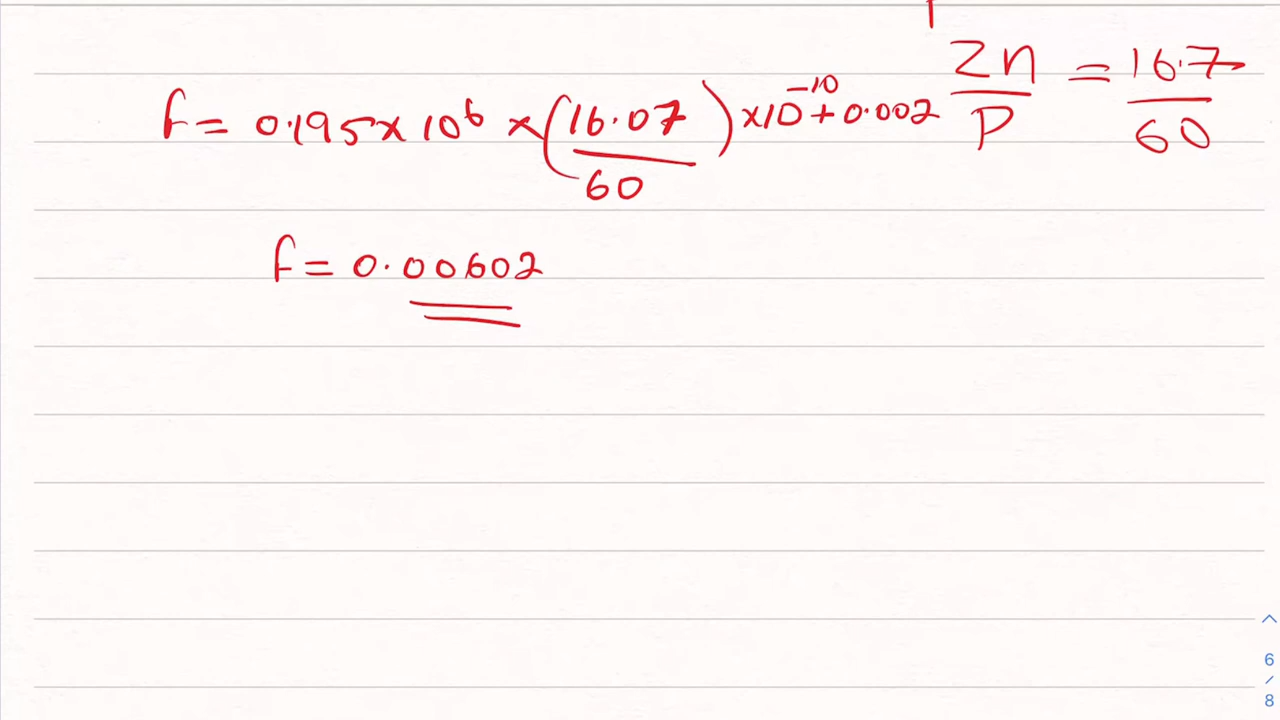 f = 0.195 x 10^6 x (16.07/60) x 10^-10 + 0.002
Zn/P = 16.7/60
f = 0.00602
6
/
8